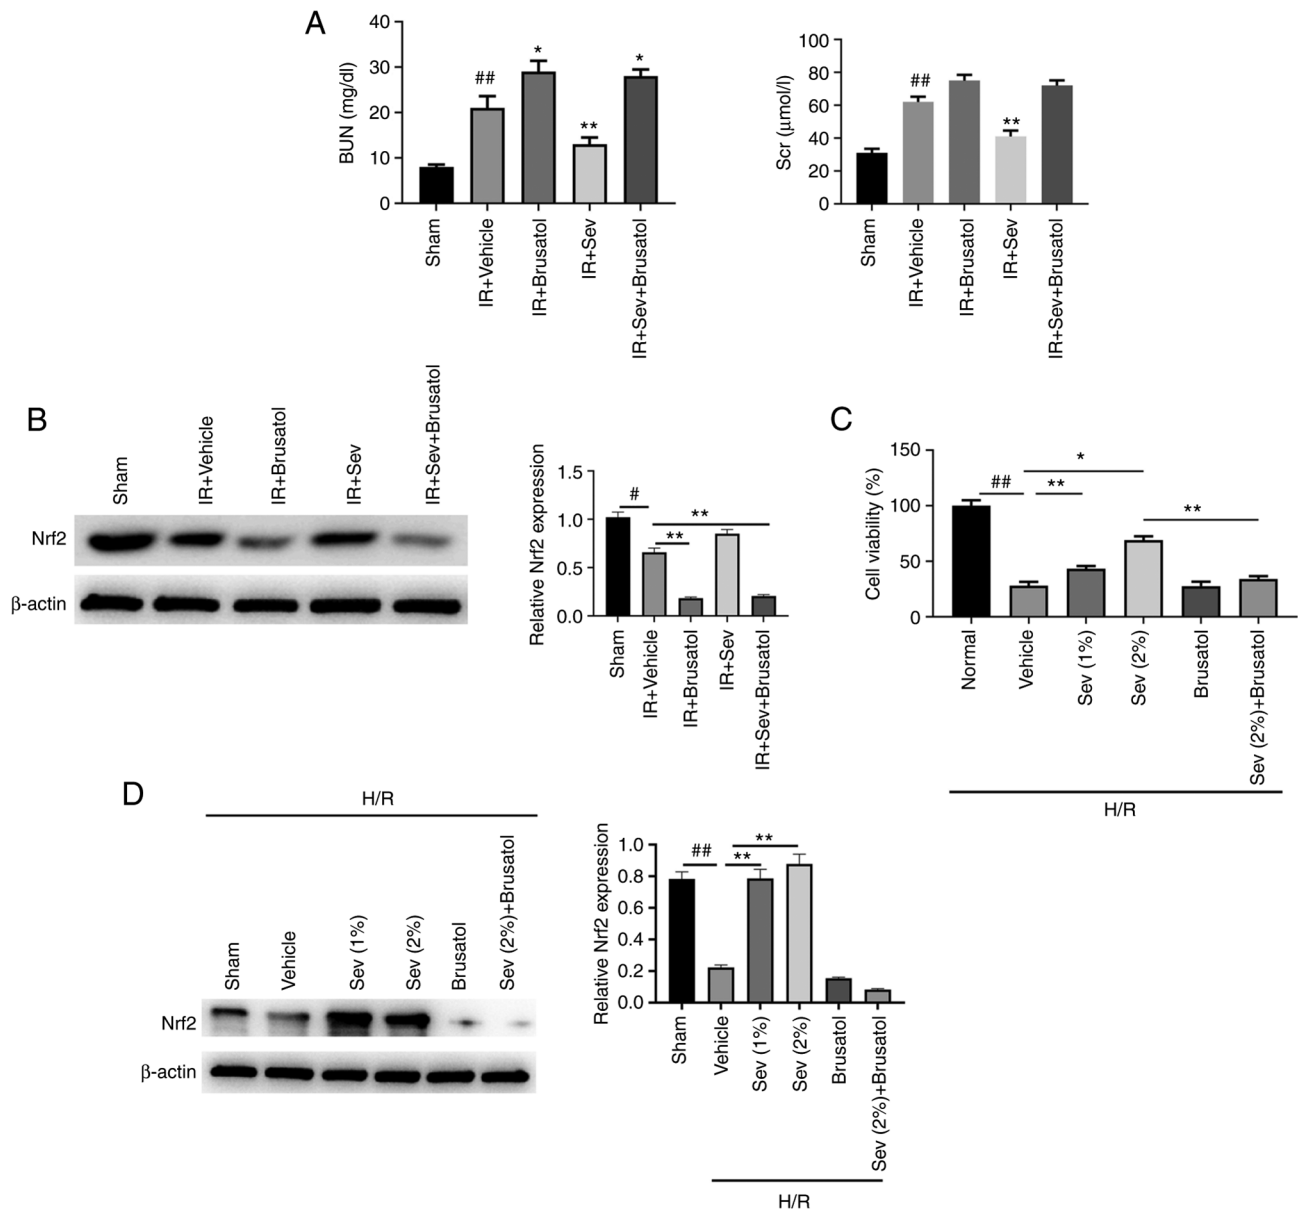 A
BUN (mg/dl)
40
30
20
10
0
##
*
**
*
Sham
IR+Vehicle
IR+Brusatol
IR+Sev
IR+Sev+Brusatol
Scr (μmol/l)
100
80
60
40
20
0
##
**
Sham
IR+Vehicle
IR+Brusatol
IR+Sev
IR+Sev+Brusatol
B
Sham
IR+Vehicle
IR+Brusatol
IR+Sev
IR+Sev+Brusatol
Nrf2
β-actin
Relative Nrf2 expression
1.5
1.0
0.5
0.0
#
**
**
Sham
IR+Vehicle
IR+Brusatol
IR+Sev
IR+Sev+Brusatol
C
Cell viability (%)
150
100
50
0
##
*
**
**
Normal
Vehicle
Sev (1%)
Sev (2%)
Brusatol
Sev (2%)+Brusatol
H/R
D
H/R
Sham
Vehicle
Sev (1%)
Sev (2%)
Brusatol
Sev (2%)+Brusatol
Nrf2
β-actin
Relative Nrf2 expression
1.0
0.8
0.6
0.4
0.2
0.0
##
**
**
Sham
Vehicle
Sev (1%)
Sev (2%)
Brusatol
Sev (2%)+Brusatol
H/R